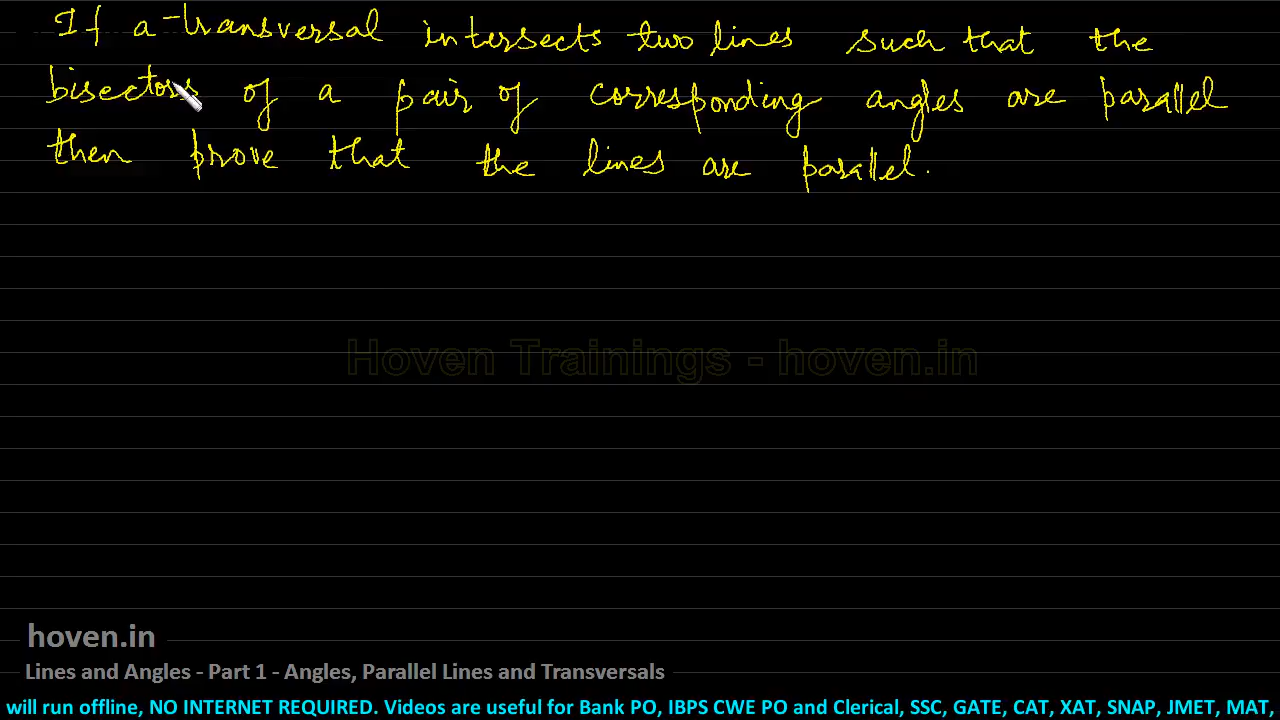 If a transversal intersects two lines such that the
bisectors of a pair of corresponding angles are parallel
then prove that the lines are parallel.
Hoven Trainings - hoven.in
hoven.in
Lines and Angles - Part 1 - Angles, Parallel Lines and Transversals
will run offline, NO INTERNET REQUIRED. Videos are useful for Bank PO, IBPS CWE PO and Clerical, SSC, GATE, CAT, XAT, SNAP, JMET, MAT,